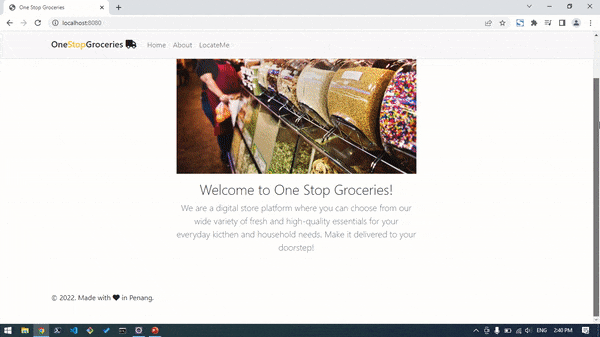 One Stop Groceries
localhost:8080
OneStopGroceries Home About LocateMe
Welcome to One Stop Groceries!
We are a digital store platform where you can choose from our
wide variety of fresh and high-quality essentials for your
everyday kicthen and household needs. Make it delivered to your
doorstep!
© 2022. Made with ❤ in Penang.
ENG 2:40 PM